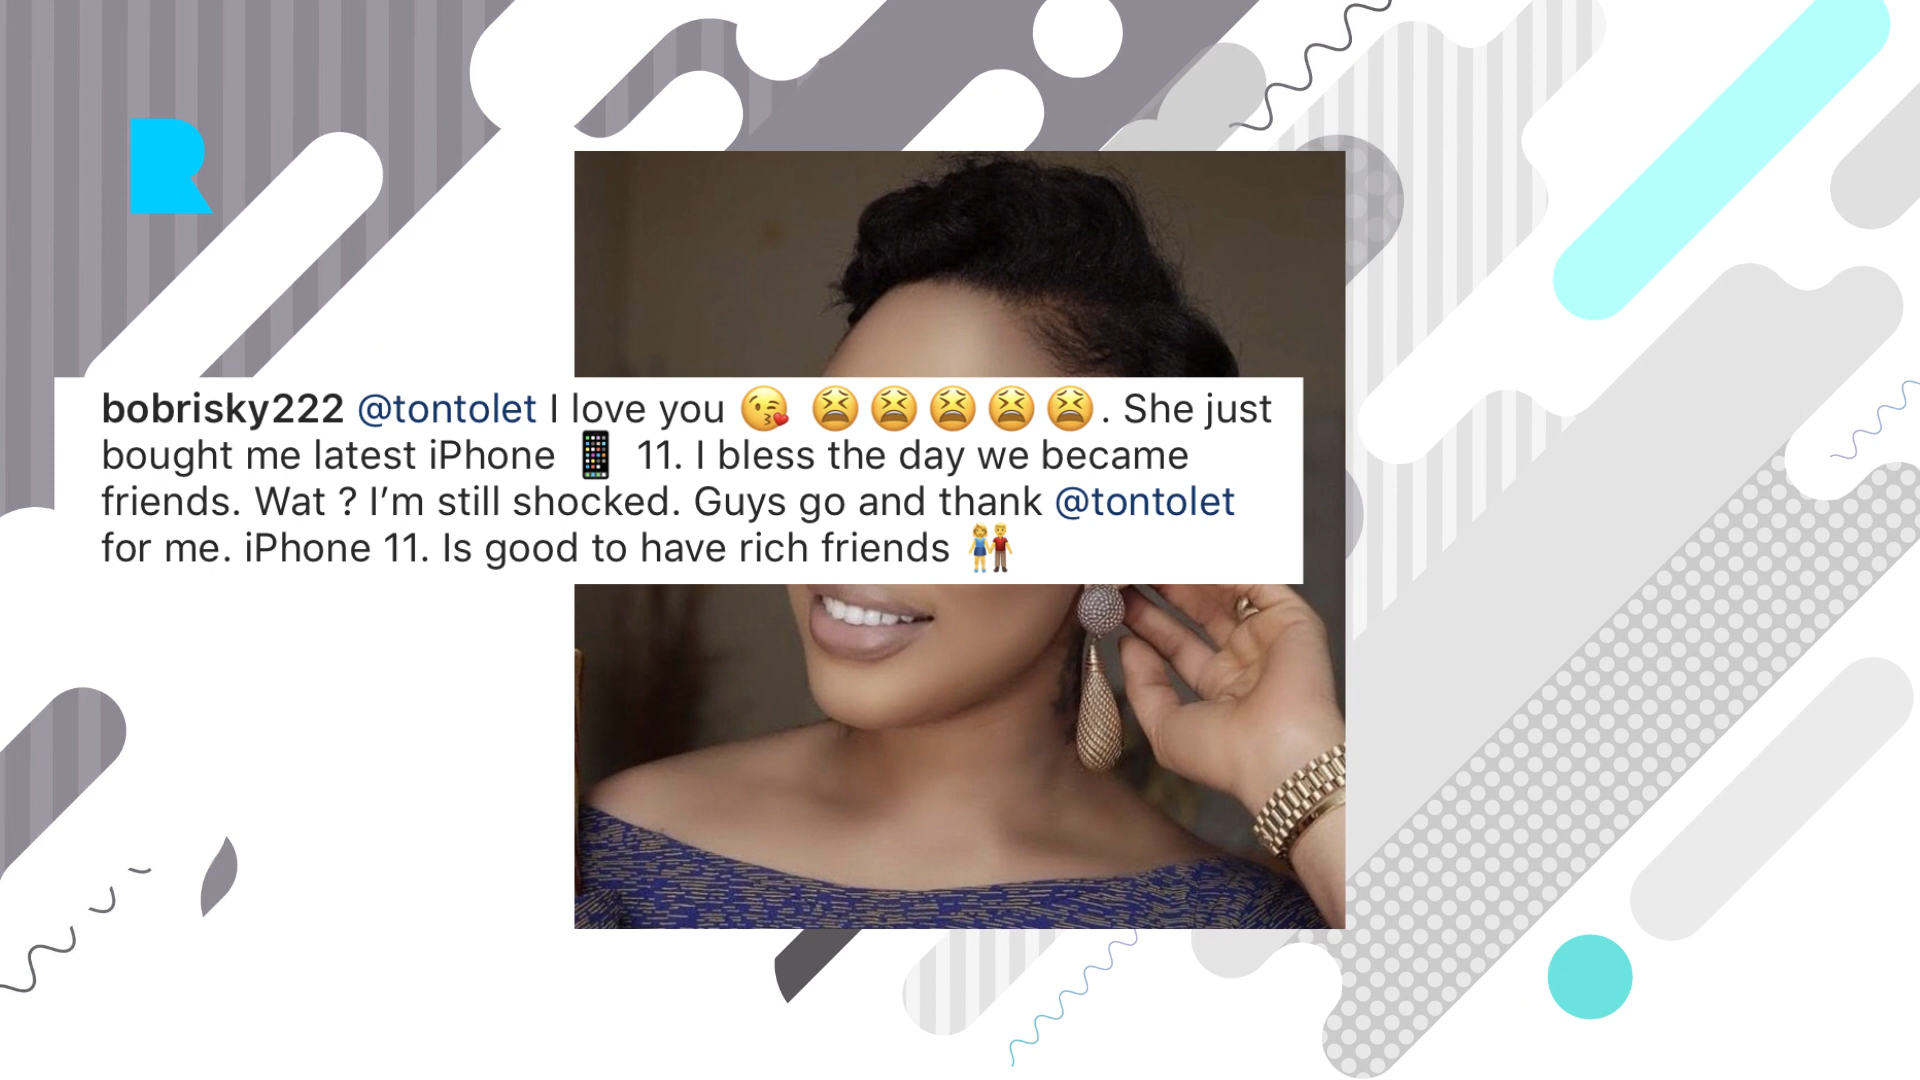 R
bobrisky222 @tontolet I love you 😘 😫😫😫😫😫. She just
bought me latest iPhone 📱 11. I bless the day we became
friends. Wat ? I’m still shocked. Guys go and thank @tontolet
for me. iPhone 11. Is good to have rich friends 👫